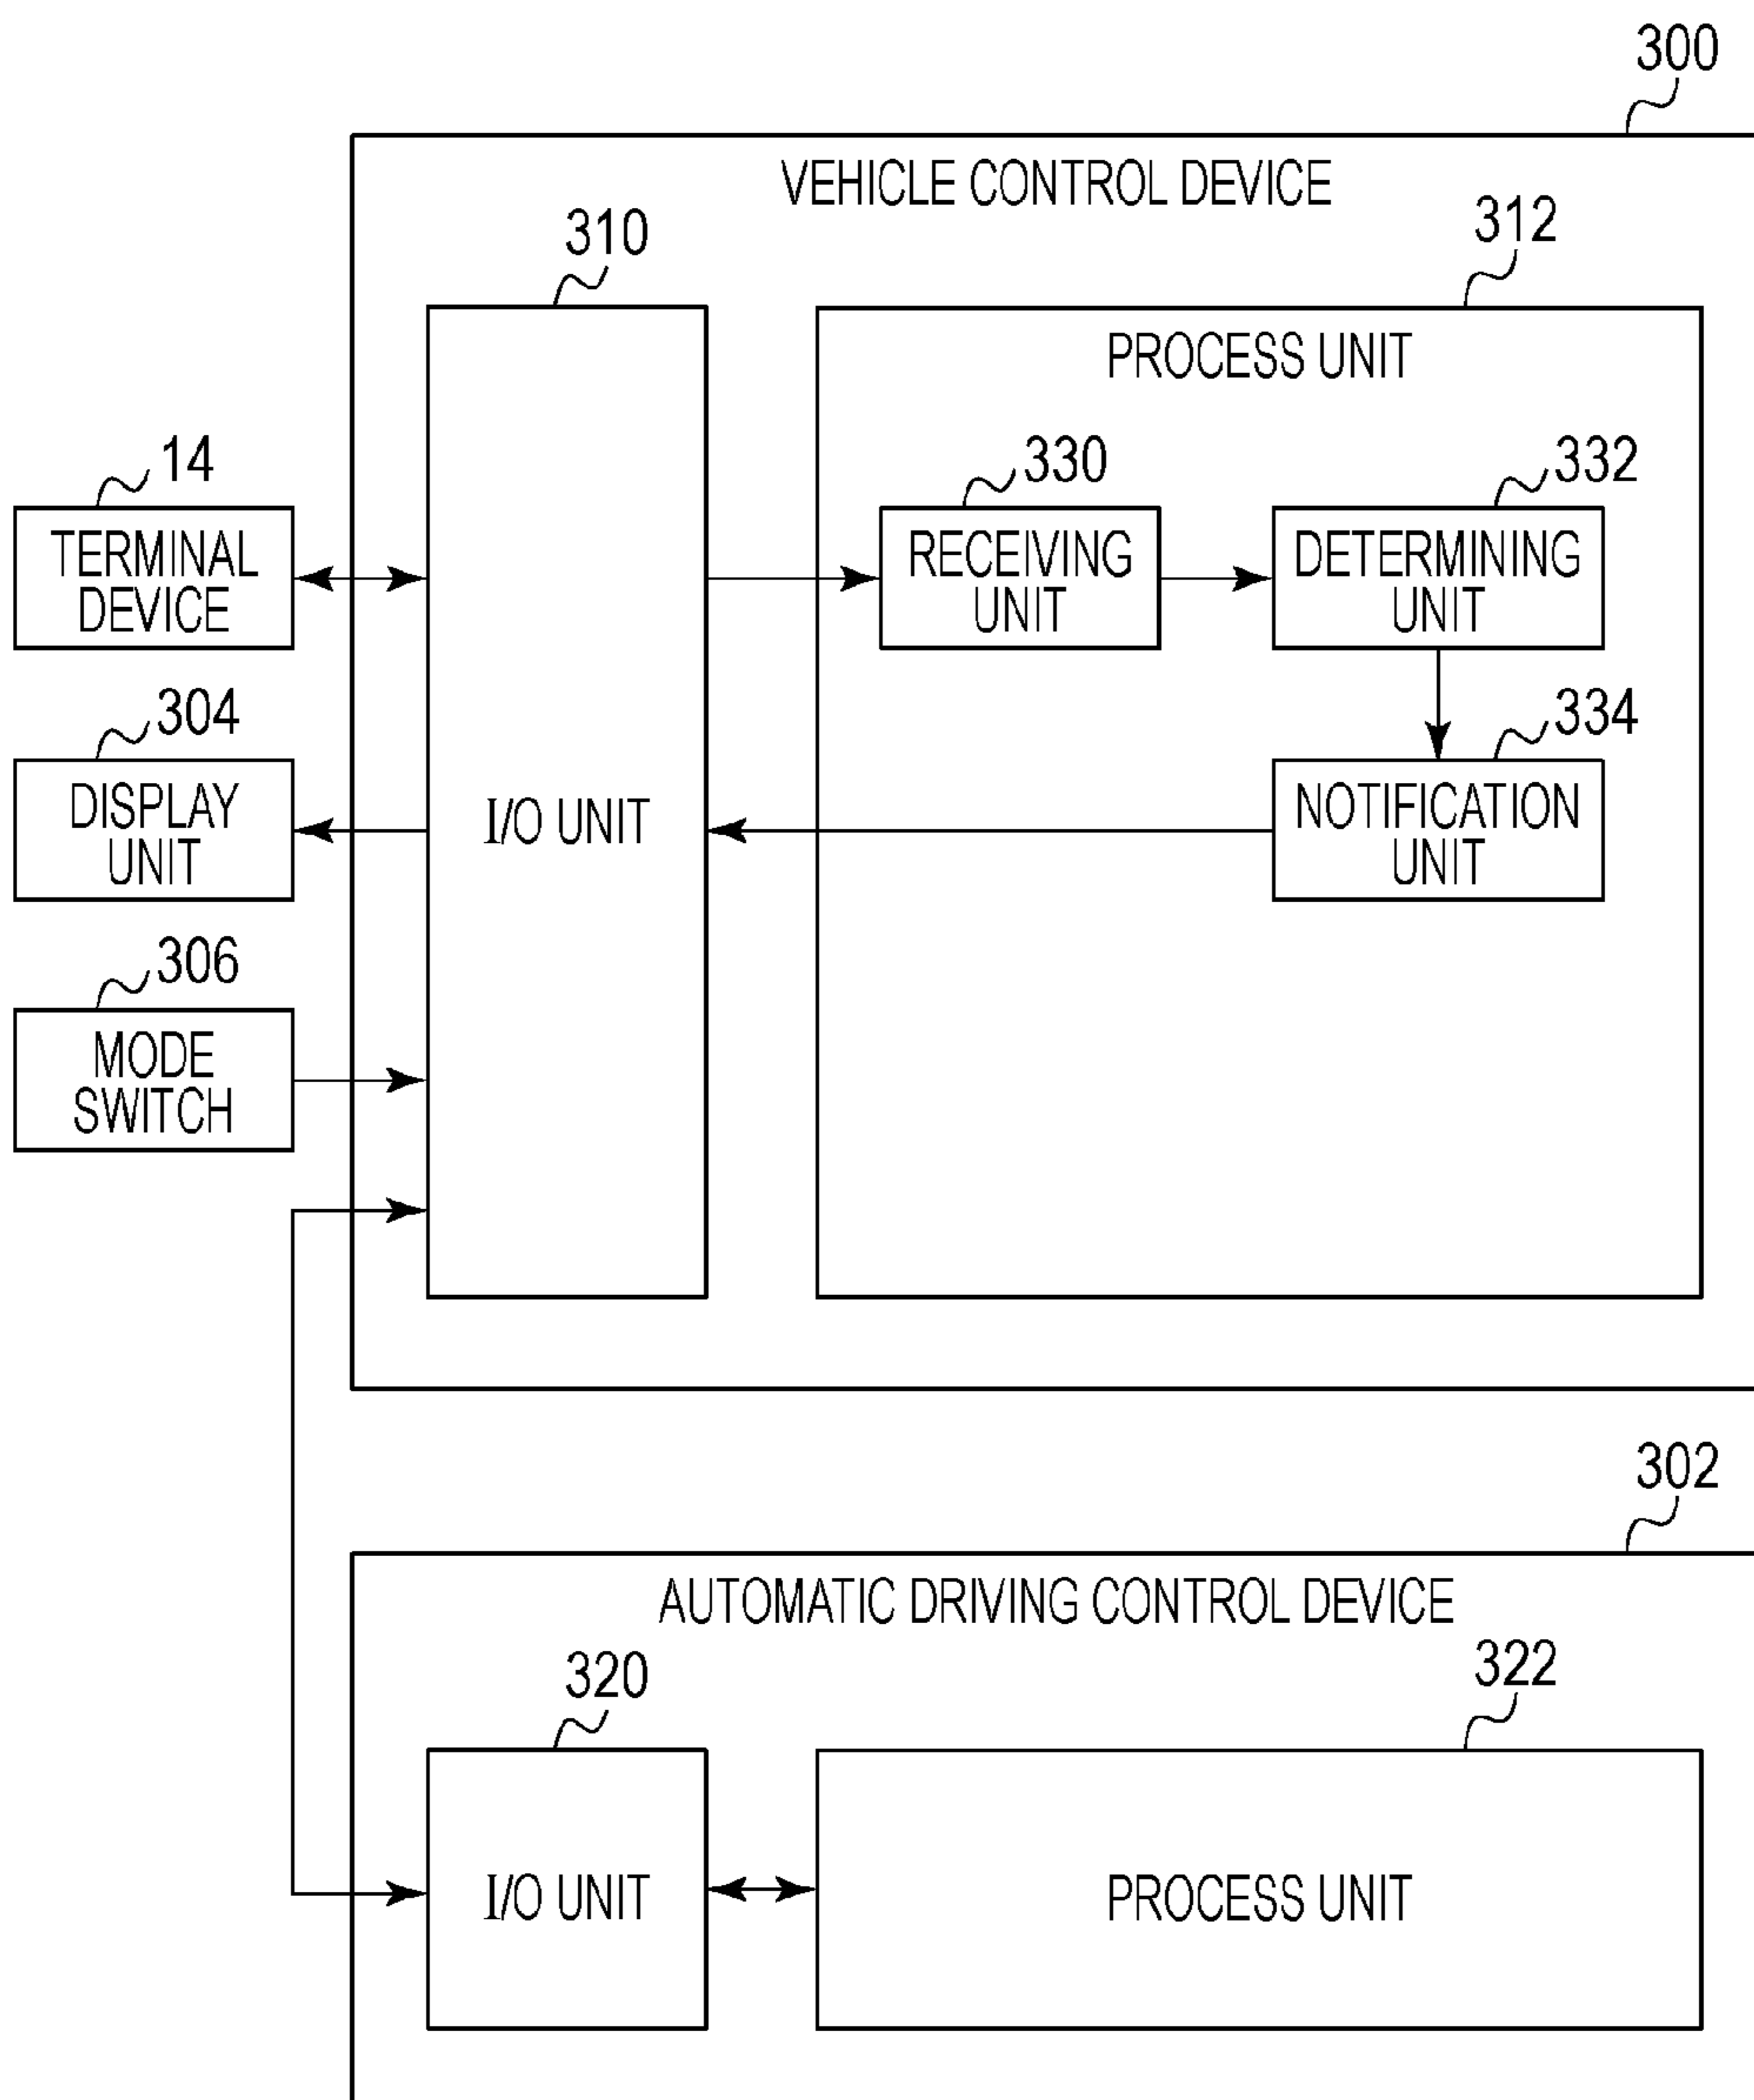 300
VEHICLE CONTROL DEVICE
310
312
PROCESS UNIT
14
330
332
TERMINAL
DEVICE
RECEIVING
UNIT
DETERMINING
UNIT
304
334
DISPLAY
UNIT
I/O UNIT
NOTIFICATION
UNIT
306
MODE
SWITCH
302
AUTOMATIC DRIVING CONTROL DEVICE
320
322
I/O UNIT
PROCESS UNIT